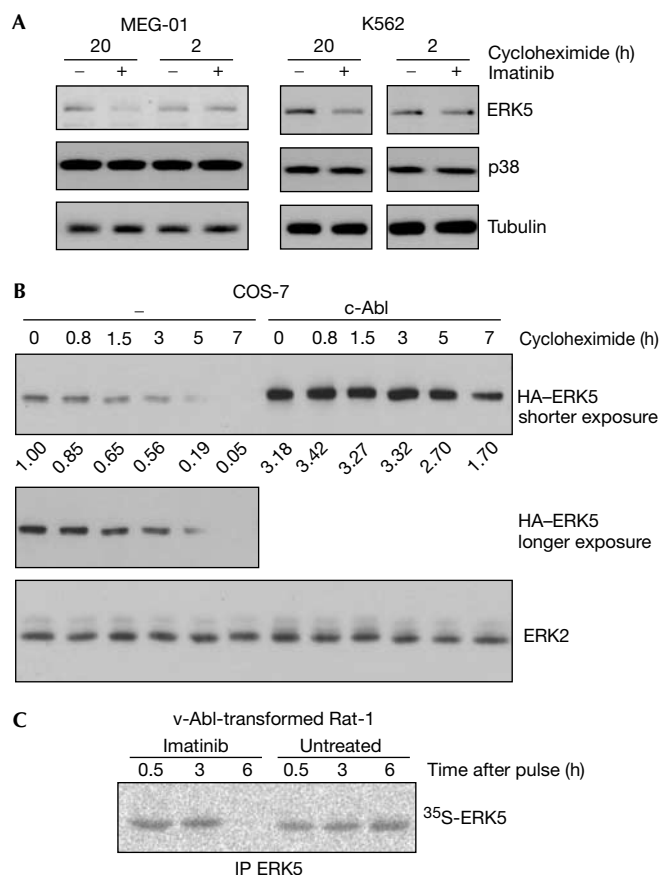 A
MEG-01 K562
20 2 20 2 Cycloheximide (h)
– + – + – + – + Imatinib
ERK5
p38
Tubulin
B
COS-7
– c-Abl
0 0.8 1.5 3 5 7 0 0.8 1.5 3 5 7 Cycloheximide (h)
HA–ERK5
shorter exposure
1.00 0.85 0.65 0.56 0.19 0.05 3.18 3.42 3.27 3.32 2.70 1.70
HA–ERK5
longer exposure
ERK2
C
v-Abl-transformed Rat-1
Imatinib Untreated
0.5 3 6 0.5 3 6 Time after pulse (h)
35S-ERK5
IP ERK5